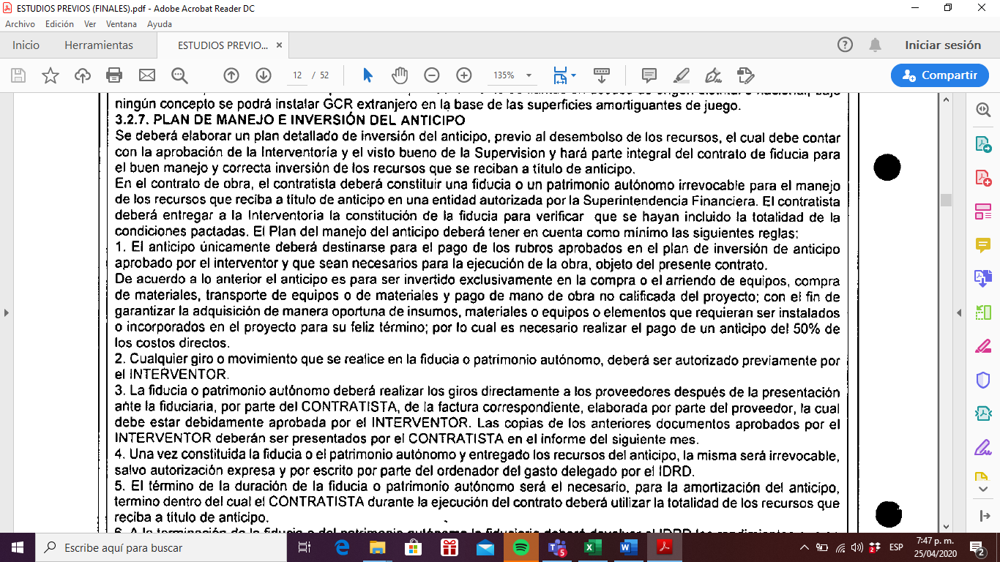 ESTUDIOS PREVIOS (FINALES).pdf - Adobe Acrobat Reader DC
Archivo Edición Ver Ventana Ayuda
Inicio Herramientas ESTUDIOS PREVIO... × Iniciar sesión
12 / 52 135% Compartir
ningún concepto se podrá instalar GCR extranjero en la base de las superficies amortiguantes de juego.
3.2.7. PLAN DE MANEJO E INVERSIÓN DEL ANTICIPO
Se deberá elaborar un plan detallado de inversión del anticipo, previo al desembolso de los recursos, el cual debe contar
con la aprobación de la Interventoría y el visto bueno de la Supervision y hará parte integral del contrato de fiducia para
el buen manejo y correcta inversión de los recursos que se reciban a título de anticipo.
En el contrato de obra, el contratista deberá constituir una fiducia o un patrimonio autónomo irrevocable para el manejo
de los recursos que reciba a título de anticipo en una entidad autorizada por la Superintendencia Financiera. El contratista
deberá entregar a la Interventoría la constitución de la fiducia para verificar que se hayan incluido la totalidad de la
condiciones pactadas. El Plan del manejo del anticipo deberá tener en cuenta como mínimo las siguientes reglas:
1. El anticipo únicamente deberá destinarse para el pago de los rubros aprobados en el plan de inversión de anticipo
aprobado por el interventor y que sean necesarios para la ejecución de la obra, objeto del presente contrato.
De acuerdo a lo anterior el anticipo es para ser invertido exclusivamente en la compra o el arriendo de equipos, compra
de materiales, transporte de equipos o de materiales y pago de mano de obra no calificada del proyecto; con el fin de
garantizar la adquisición de manera oportuna de insumos, materiales o equipos o elementos que requieran ser instalados
o incorporados en el proyecto para su feliz término; por lo cual es necesario realizar el pago de un anticipo del 50% de
los costos directos.
2. Cualquier giro o movimiento que se realice en la fiducia o patrimonio autónomo, deberá ser autorizado previamente por
el INTERVENTOR.
3. La fiducia o patrimonio autónomo deberá realizar los giros directamente a los proveedores después de la presentación
ante la fiduciaria, por parte del CONTRATISTA, de la factura correspondiente, elaborada por parte del proveedor, la cual
debe estar debidamente aprobada por el INTERVENTOR. Las copias de los anteriores documentos aprobados por el
INTERVENTOR deberán ser presentados por el CONTRATISTA en el informe del siguiente mes.
4. Una vez constituida la fiducia o el patrimonio autónomo y entregado los recursos del anticipo, la misma será irrevocable,
salvo autorización expresa y por escrito por parte del ordenador del gasto delegado por el IDRD.
5. El término de la duración de la fiducia o patrimonio autónomo será el necesario, para la amortización del anticipo,
termino dentro del cual el CONTRATISTA durante la ejecución del contrato deberá utilizar la totalidad de los recursos que
reciba a título de anticipo.
Escribe aquí para buscar
5
2
ESP
7:47 p. m.
25/04/2020
2